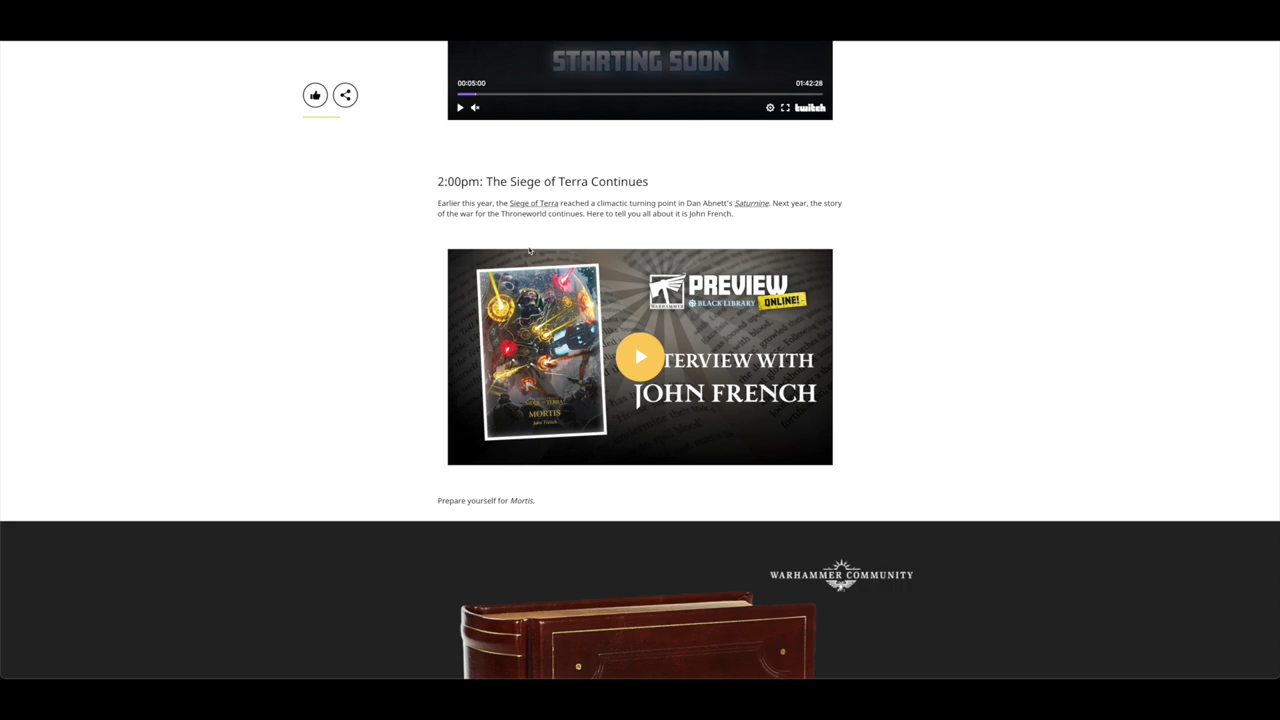 STARTING SOON
00:05:00
01:42:28
twitch
2:00pm: The Siege of Terra Continues
Earlier this year, the Siege of Terra reached a climactic turning point in Dan Abnett's Saturnine. Next year, the story
of the war for the Throneworld continues. Here to tell you all about it is John French.
WARHAMMER
PREVIEW
BLACK LIBRARY
ONLINE!
TERVIEW WITH
JOHN FRENCH
MORTIS
John French
Prepare yourself for Mortis.
WARHAMMER COMMUNITY